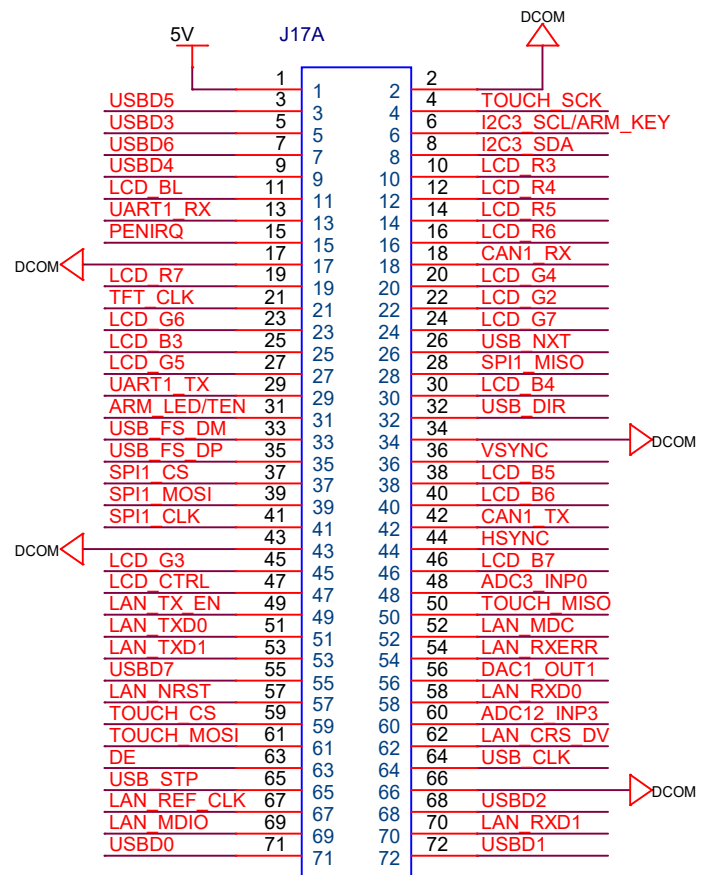 DCOM
5V J17A
1 1 2 2
USBD5 3 3 4 4 TOUCH_SCK
USBD3 5 5 6 6 I2C3_SCL/ARM_KEY
USBD6 7 7 8 8 I2C3_SDA
USBD4 9 9 10 10 LCD_R3
LCD_BL 11 11 12 12 LCD_R4
UART1_RX 13 13 14 14 LCD_R5
PENIRQ 15 15 16 16 LCD_R6
DCOM 17 17 18 18 CAN1_RX
LCD_R7 19 19 20 20 LCD_G4
TFT_CLK 21 21 22 22 LCD_G2
LCD_G6 23 23 24 24 LCD_G7
LCD_B3 25 25 26 26 USB_NXT
LCD_G5 27 27 28 28 SPI1_MISO
UART1_TX 29 29 30 30 LCD_B4
ARM_LED/TEN 31 31 32 32 USB_DIR
USB_FS_DM 33 33 34 34 DCOM
USB_FS_DP 35 35 36 36 VSYNC
SPI1_CS 37 37 38 38 LCD_B5
SPI1_MOSI 39 39 40 40 LCD_B6
SPI1_CLK 41 41 42 42 CAN1_TX
DCOM 43 43 44 44 HSYNC
LCD_G3 45 45 46 46 LCD_B7
LCD_CTRL 47 47 48 48 ADC3_INP0
LAN_TX_EN 49 49 50 50 TOUCH_MISO
LAN_TXD0 51 51 52 52 LAN_MDC
LAN_TXD1 53 53 54 54 LAN_RXERR
USBD7 55 55 56 56 DAC1_OUT1
LAN_NRST 57 57 58 58 LAN_RXD0
TOUCH_CS 59 59 60 60 ADC12_INP3
TOUCH_MOSI 61 61 62 62 LAN_CRS_DV
DE 63 63 64 64 USB_CLK
USB_STP 65 65 66 66 DCOM
LAN_REF_CLK 67 67 68 68 USBD2
LAN_MDIO 69 69 70 70 LAN_RXD1
USBD0 71 71 72 72 USBD1